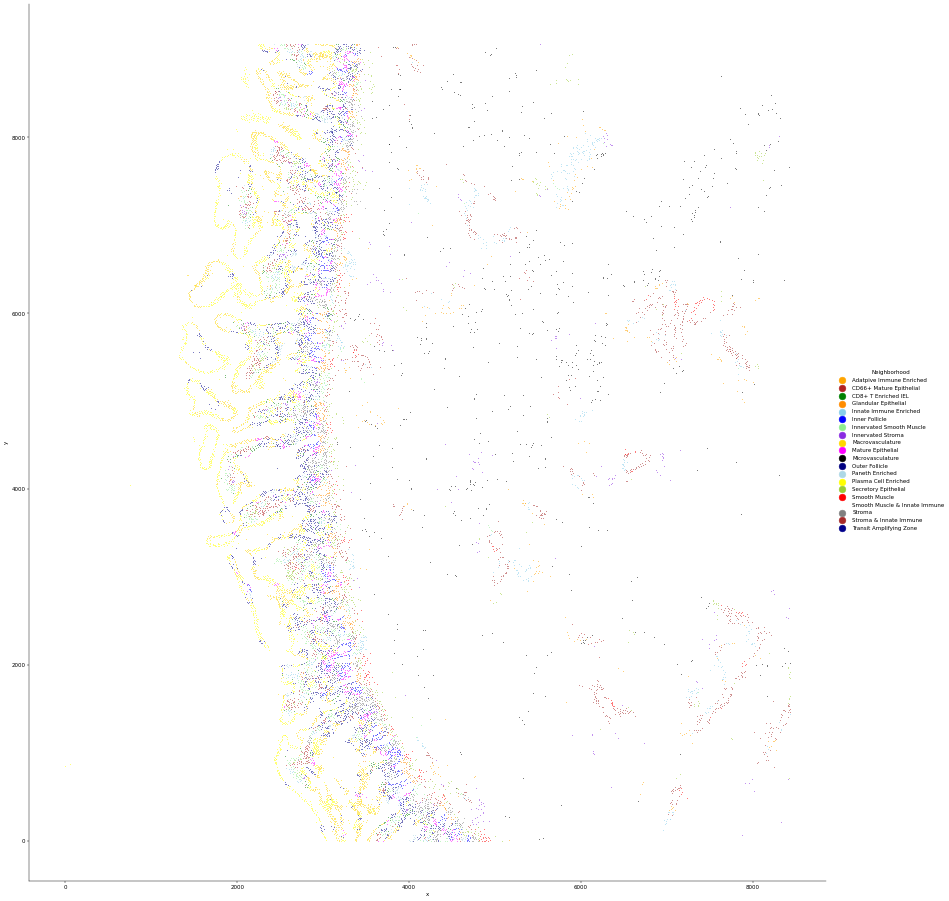 8000
6000
4000
2000
0
y
0 2000 4000 6000 8000
x
Neighborhood
Adatpive Immune Enriched
CD66+ Mature Epithelial
CD8+ T Enriched IEL
Glandular Epithelial
Innate Immune Enriched
Inner Follicle
Innervated Smooth Muscle
Innervated Stroma
Macrovasculature
Mature Epithelial
Microvasculature
Outer Follicle
Paneth Enriched
Plasma Cell Enriched
Secretory Epithelial
Smooth Muscle
Smooth Muscle & Innate Immune
Stroma
Stroma & Innate Immune
Transit Amplifying Zone